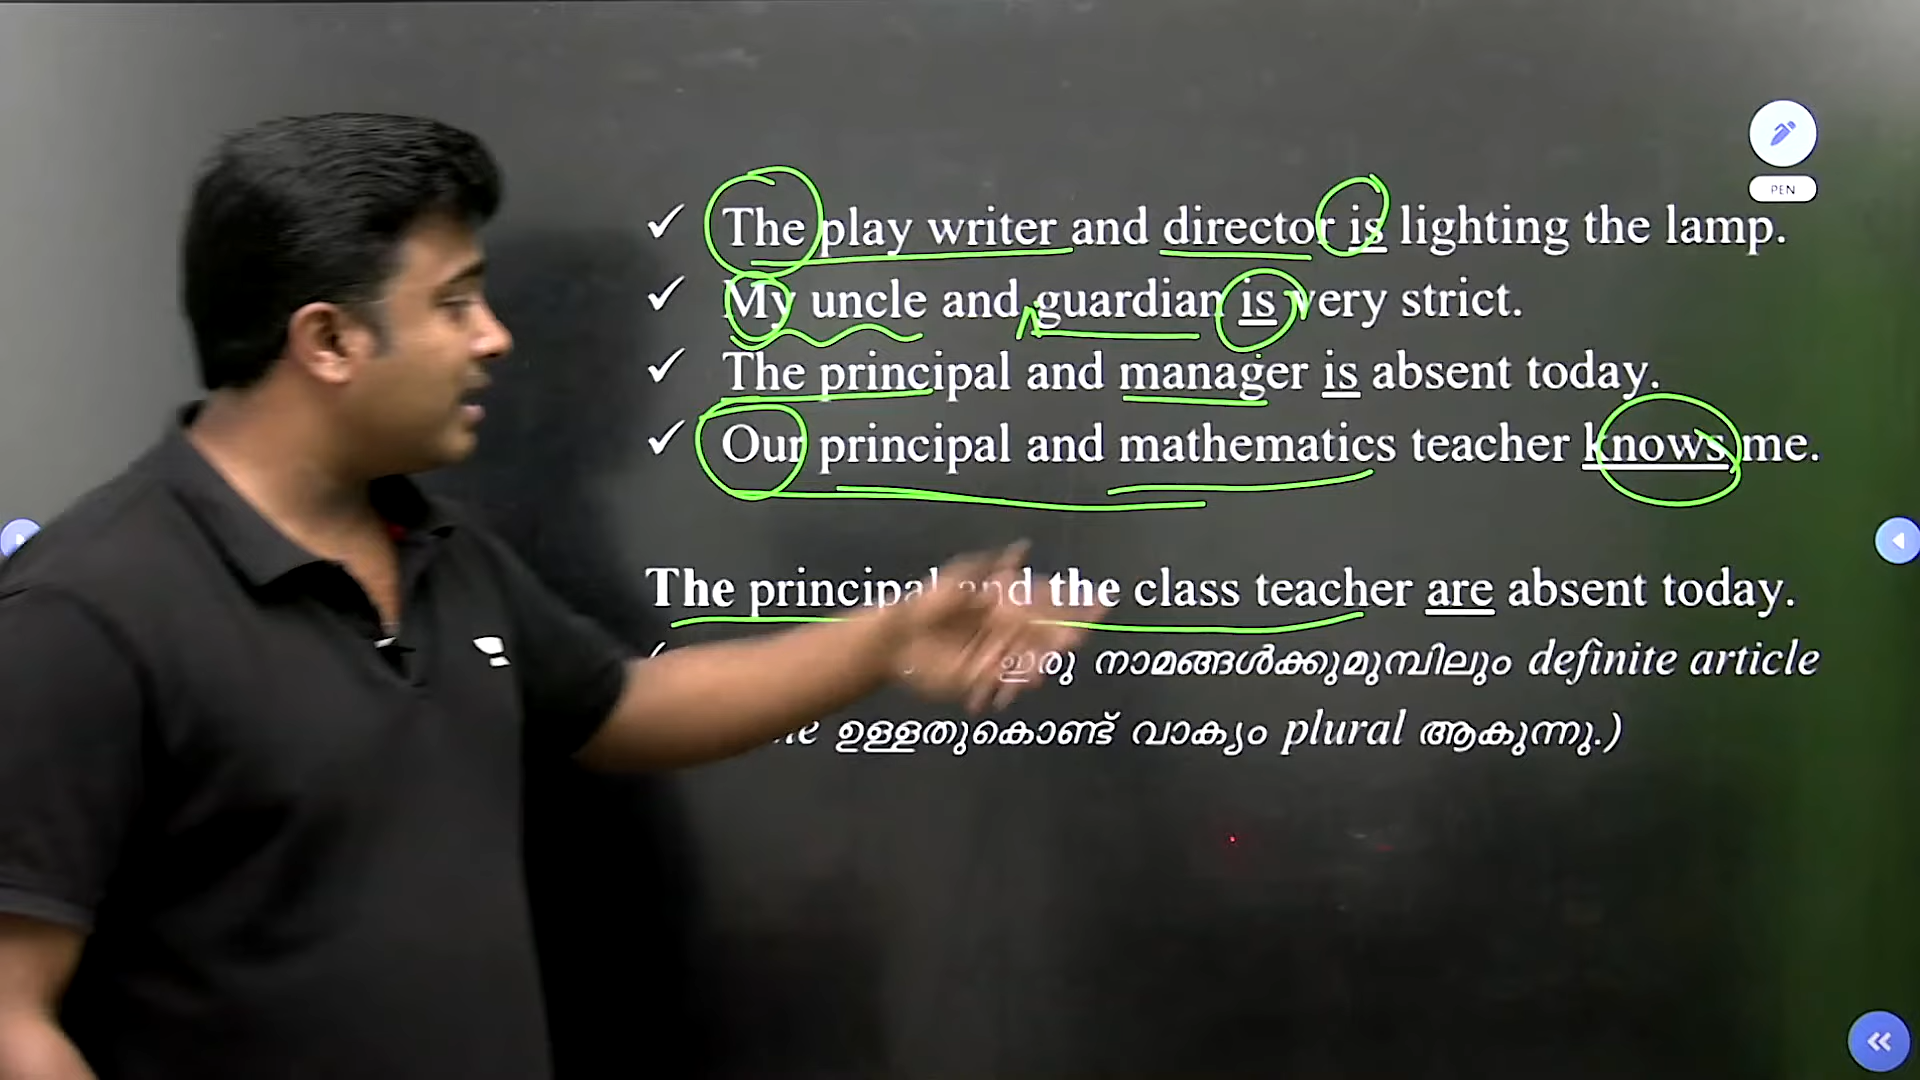 PEN
✓ The play writer and director is lighting the lamp.
✓ My uncle and guardian is very strict.
✓ The principal and manager is absent today.
✓ Our principal and mathematics teacher knows me.
The principal and the class teacher are absent today.
( ഇരു നാമങ്ങൾക്കുമുമ്പിലും definite article
ഉള്ളതുകൊണ്ട് വാക്യം plural ആകുന്നു.)